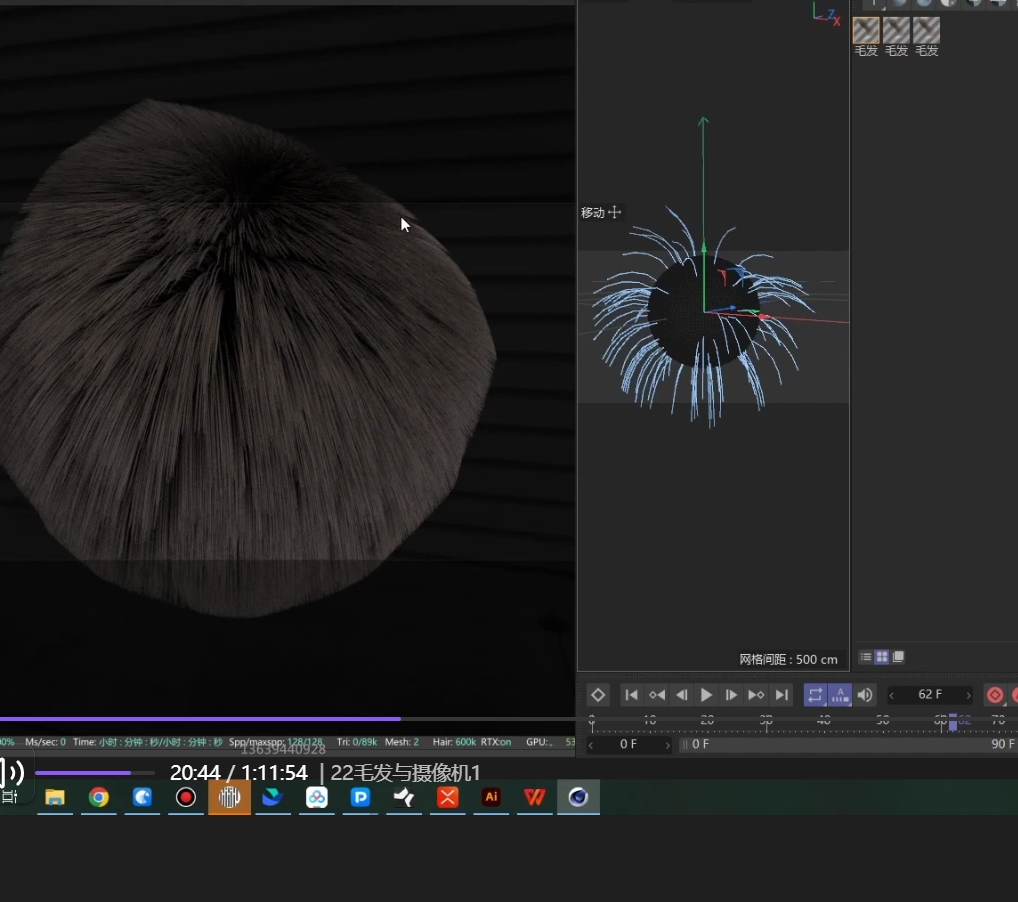 Z
X
毛发 毛发 毛发
移动
网格间距 : 500 cm
62 F
0 10 20 30 40 50 60 62 70
0 F 0 F 90 F
00% Ms/sec: 0 Time: 小时 : 分钟 : 秒/小时 : 分钟 : 秒 Spp/maxspp: 128/128 Tri: 0/89k Mesh: 2 Hair: 600k RTX:on GPU: 53
13639440928
20:44 / 1:11:54 | 22毛发与摄像机1
Ai